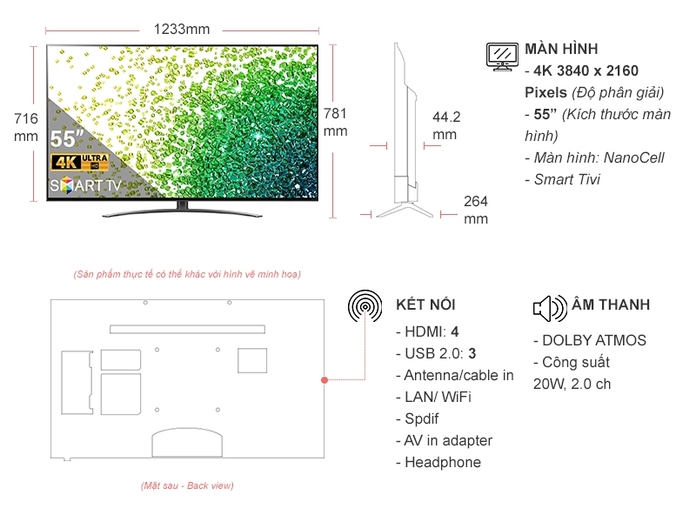 1233mm
716
mm
781
mm
55"
4K ULTRA HD
SMART TV
44.2
mm
264
mm
MÀN HÌNH
- 4K 3840 x 2160
Pixels (Độ phân giải)
- 55” (Kích thước màn
hình)
- Màn hình: NanoCell
- Smart Tivi
(Sản phẩm thực tế có thể khác với hình vẽ minh hoạ)
KẾT NỐI
- HDMI: 4
- USB 2.0: 3
- Antenna/cable in
- LAN/ WiFi
- Spdif
- AV in adapter
- Headphone
ÂM THANH
- DOLBY ATMOS
- Công suất
20W, 2.0 ch
(Mặt sau - Back view)